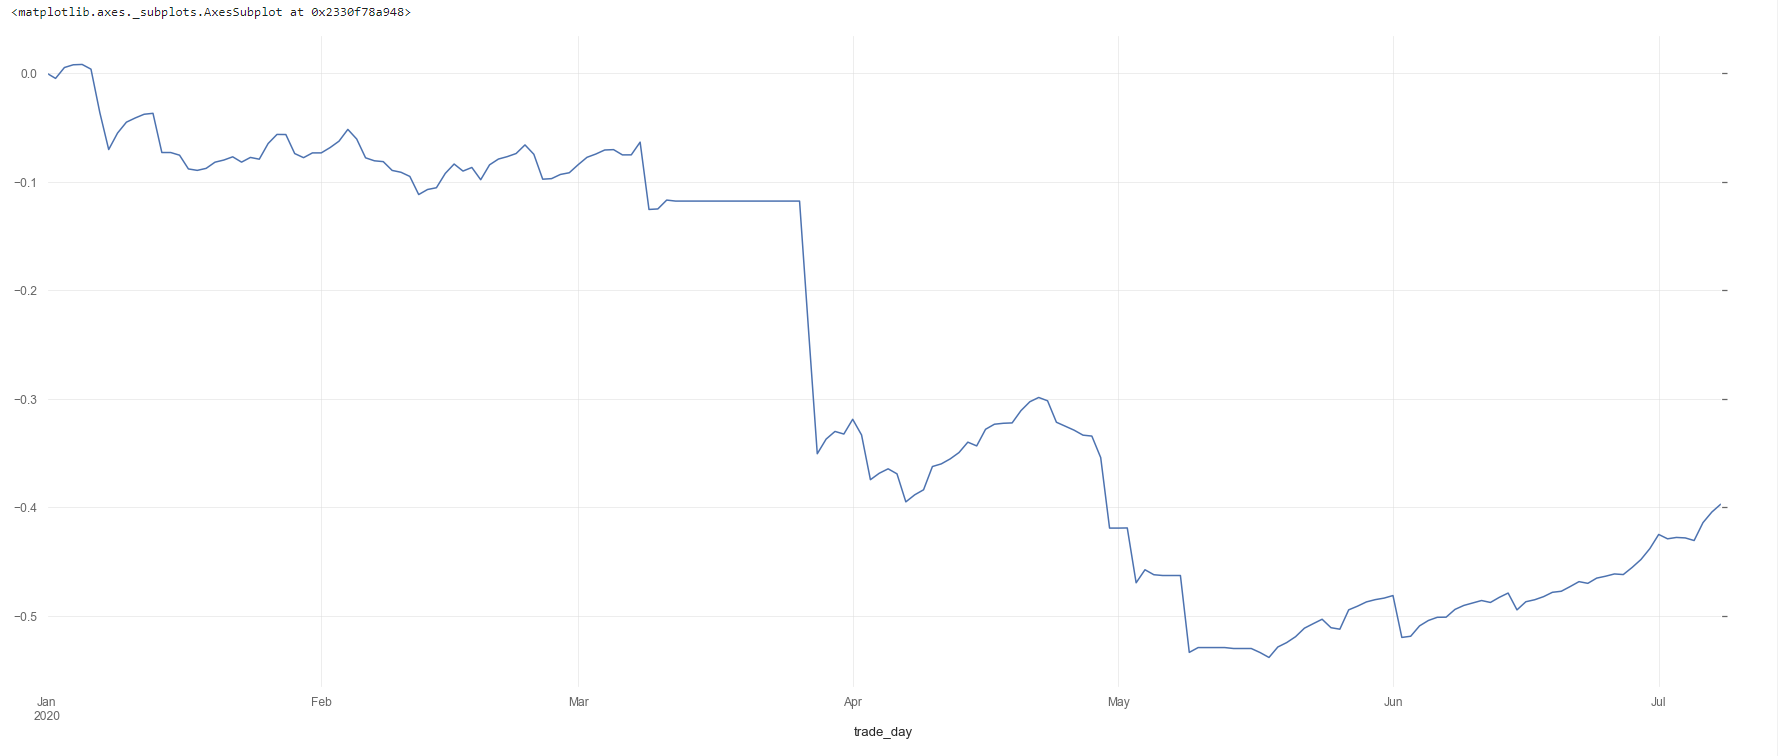 <matplotlib.axes._subplots.AxesSubplot at 0x2330f78a948>
0.0
−0.1
−0.2
−0.3
−0.4
−0.5
Jan Feb Mar Apr May Jun Jul
2020
trade_day